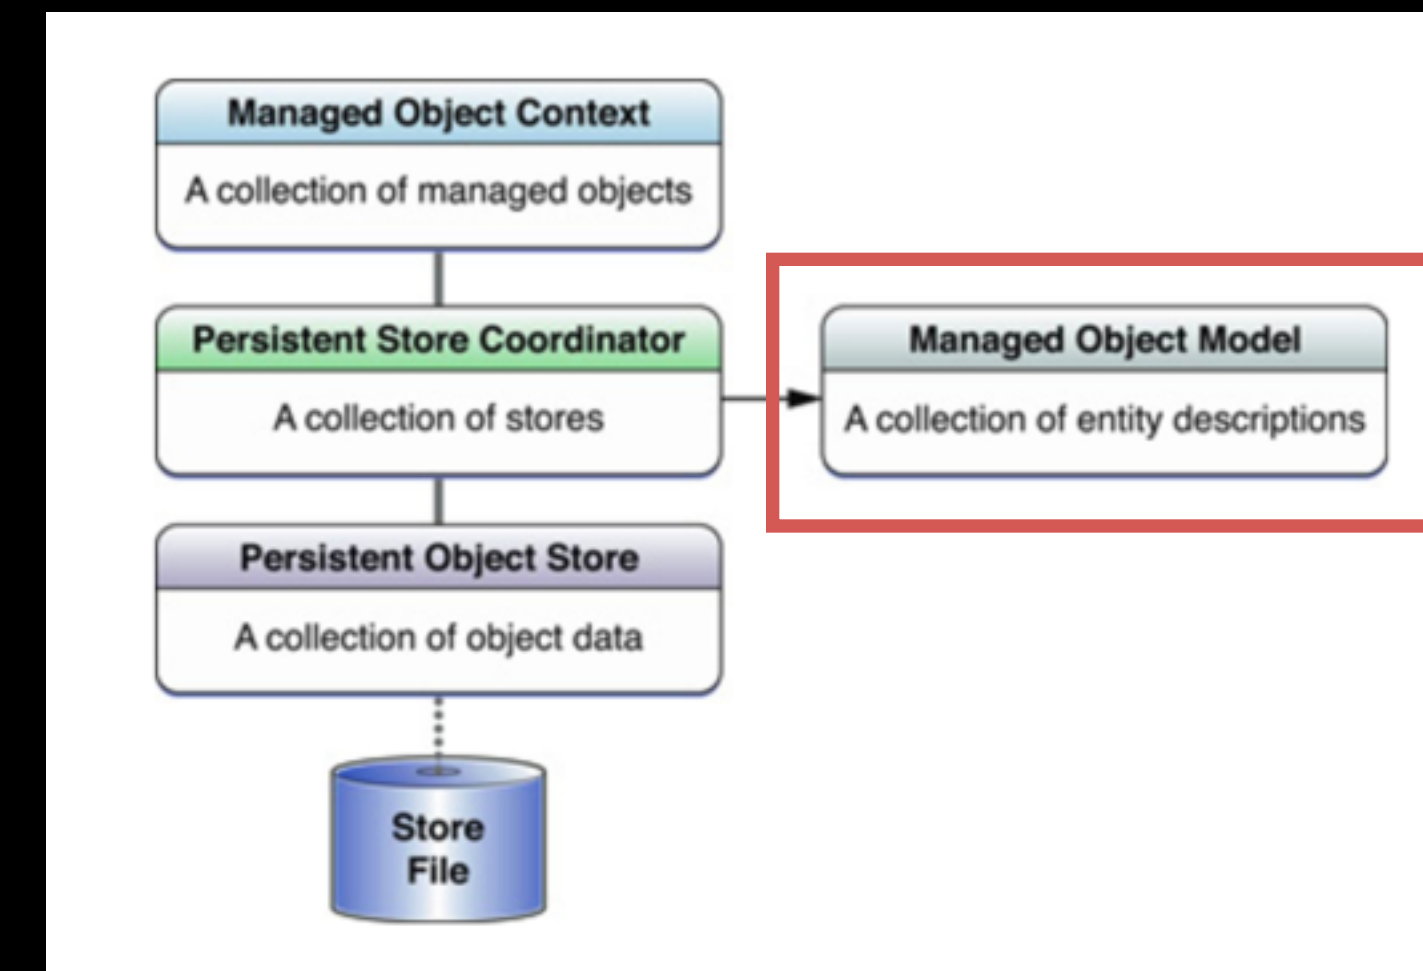 Managed Object Context
A collection of managed objects
Persistent Store Coordinator
A collection of stores
Managed Object Model
A collection of entity descriptions
Persistent Object Store
A collection of object data
Store
File